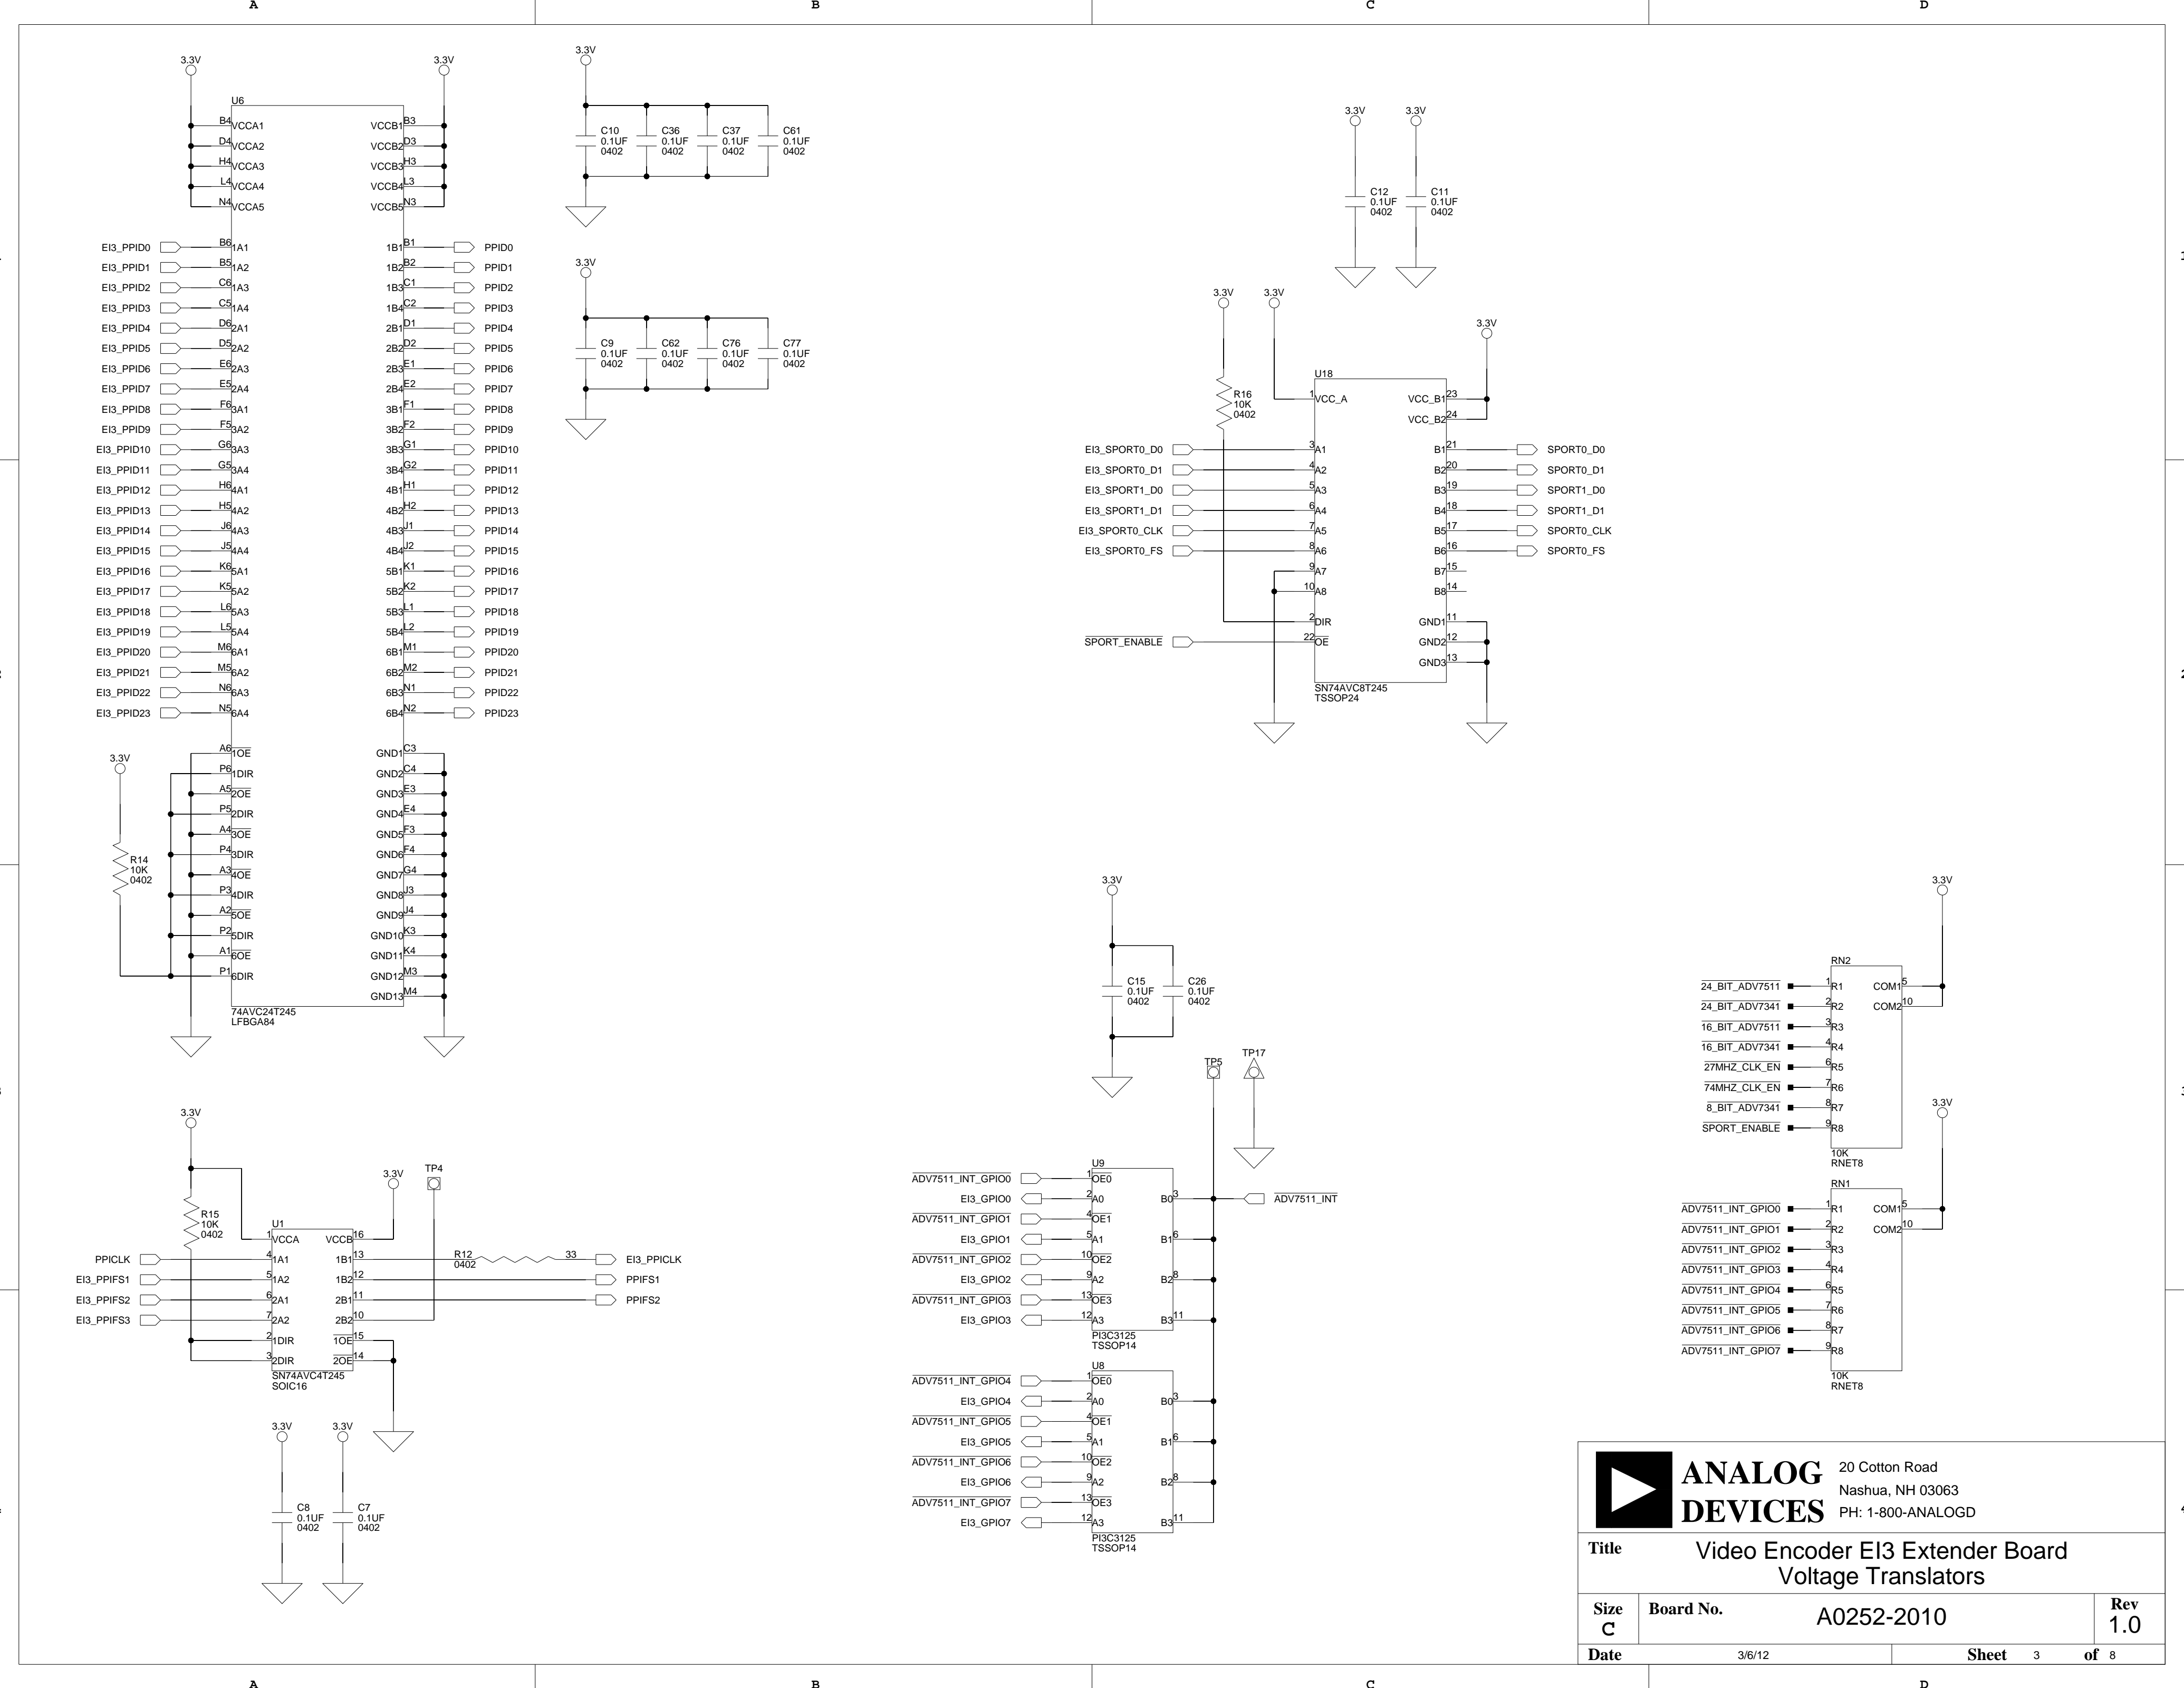 A B C D
3.3V 3.3V
U6
B4 VCCA1 VCCB1 B3
D4 VCCA2 VCCB2 D3
H4 VCCA3 VCCB3 H3
L4 VCCA4 VCCB4 L3
N4 VCCA5 VCCB5 N3
EI3_PPID0 B6 1A1 1B1 B1 PPID0
EI3_PPID1 B5 1A2 1B2 B2 PPID1
EI3_PPID2 C6 1A3 1B3 C1 PPID2
EI3_PPID3 C5 1A4 1B4 C2 PPID3
EI3_PPID4 D6 2A1 2B1 D1 PPID4
EI3_PPID5 D5 2A2 2B2 D2 PPID5
EI3_PPID6 E6 2A3 2B3 E1 PPID6
EI3_PPID7 E5 2A4 2B4 E2 PPID7
EI3_PPID8 F6 3A1 3B1 F1 PPID8
EI3_PPID9 F5 3A2 3B2 F2 PPID9
EI3_PPID10 G6 3A3 3B3 G1 PPID10
EI3_PPID11 G5 3A4 3B4 G2 PPID11
EI3_PPID12 H6 4A1 4B1 H1 PPID12
EI3_PPID13 H5 4A2 4B2 H2 PPID13
EI3_PPID14 J6 4A3 4B3 J1 PPID14
EI3_PPID15 J5 4A4 4B4 J2 PPID15
EI3_PPID16 K6 5A1 5B1 K1 PPID16
EI3_PPID17 K5 5A2 5B2 K2 PPID17
EI3_PPID18 L6 5A3 5B3 L1 PPID18
EI3_PPID19 L5 5A4 5B4 L2 PPID19
EI3_PPID20 M6 6A1 6B1 M1 PPID20
EI3_PPID21 M5 6A2 6B2 M2 PPID21
EI3_PPID22 N6 6A3 6B3 N1 PPID22
EI3_PPID23 N5 6A4 6B4 N2 PPID23
A6 1OE GND1 C3
P6 1DIR GND2 C4
A5 2OE GND3 E3
P5 2DIR GND4 E4
A4 3OE GND5 F3
P4 3DIR GND6 F4
A3 4OE GND7 G4
P3 4DIR GND8 J3
A2 5OE GND9 J4
P2 5DIR GND10 K3
A1 6OE GND11 K4
P1 6DIR GND12 M3
GND13 M4
74AVC24T245
LFBGA84
3.3V
R14
10K
0402
3.3V
C10 C36 C37 C61
0.1UF 0.1UF 0.1UF 0.1UF
0402 0402 0402 0402
3.3V
C9 C62 C76 C77
0.1UF 0.1UF 0.1UF 0.1UF
0402 0402 0402 0402
3.3V 3.3V
C12 C11
0.1UF 0.1UF
0402 0402
3.3V 3.3V
3.3V
R16
10K
0402
U18
1 VCC_A VCC_B1 23
VCC_B2 24
EI3_SPORT0_D0 3 A1 B1 21 SPORT0_D0
EI3_SPORT0_D1 4 A2 B2 20 SPORT0_D1
EI3_SPORT1_D0 5 A3 B3 19 SPORT1_D0
EI3_SPORT1_D1 6 A4 B4 18 SPORT1_D1
EI3_SPORT0_CLK 7 A5 B5 17 SPORT0_CLK
EI3_SPORT0_FS 8 A6 B6 16 SPORT0_FS
9 A7 B7 15
10 A8 B8 14
2 DIR GND1 11
SPORT_ENABLE 22 OE GND2 12
GND3 13
SN74AVC8T245
TSSOP24
3.3V
C15 C26
0.1UF 0.1UF
0402 0402
TP5 TP17
U9
ADV7511_INT_GPIO0 1 OE0
EI3_GPIO0 2 A0 B0 3 ADV7511_INT
ADV7511_INT_GPIO1 4 OE1
EI3_GPIO1 5 A1 B1 6
ADV7511_INT_GPIO2 10 OE2
EI3_GPIO2 9 A2 B2 8
ADV7511_INT_GPIO3 13 OE3
EI3_GPIO3 12 A3 B3 11
PI3C3125
TSSOP14
U8
ADV7511_INT_GPIO4 1 OE0
EI3_GPIO4 2 A0 B0 3
ADV7511_INT_GPIO5 4 OE1
EI3_GPIO5 5 A1 B1 6
ADV7511_INT_GPIO6 10 OE2
EI3_GPIO6 9 A2 B2 8
ADV7511_INT_GPIO7 13 OE3
EI3_GPIO7 12 A3 B3 11
PI3C3125
TSSOP14
3.3V
R15
10K
0402
3.3V TP4
U1
1 VCCA VCCB 16
PPICLK 4 1A1 1B1 13 R12 33 0402 EI3_PPICLK
EI3_PPIFS1 5 1A2 1B2 12 PPIFS1
EI3_PPIFS2 6 2A1 2B1 11 PPIFS2
EI3_PPIFS3 7 2A2 2B2 10
2 1DIR 1OE 15
3 2DIR 2OE 14
SN74AVC4T245
SOIC16
3.3V 3.3V
C8 C7
0.1UF 0.1UF
0402 0402
3.3V
RN2
24_BIT_ADV7511 1 R1 COM1 5
24_BIT_ADV7341 2 R2 COM2 10
16_BIT_ADV7511 3 R3
16_BIT_ADV7341 4 R4
27MHZ_CLK_EN 6 R5
74MHZ_CLK_EN 7 R6
8_BIT_ADV7341 8 R7
SPORT_ENABLE 9 R8
10K
RNET8
3.3V
RN1
ADV7511_INT_GPIO0 1 R1 COM1 5
ADV7511_INT_GPIO1 2 R2 COM2 10
ADV7511_INT_GPIO2 3 R3
ADV7511_INT_GPIO3 4 R4
ADV7511_INT_GPIO4 6 R5
ADV7511_INT_GPIO5 7 R6
ADV7511_INT_GPIO6 8 R7
ADV7511_INT_GPIO7 9 R8
10K
RNET8
ANALOG
DEVICES
20 Cotton Road
Nashua, NH 03063
PH: 1-800-ANALOGD
Title Video Encoder EI3 Extender Board
Voltage Translators
Size C Board No. A0252-2010 Rev 1.0
Date 3/6/12 Sheet 3 of 8
A B C D